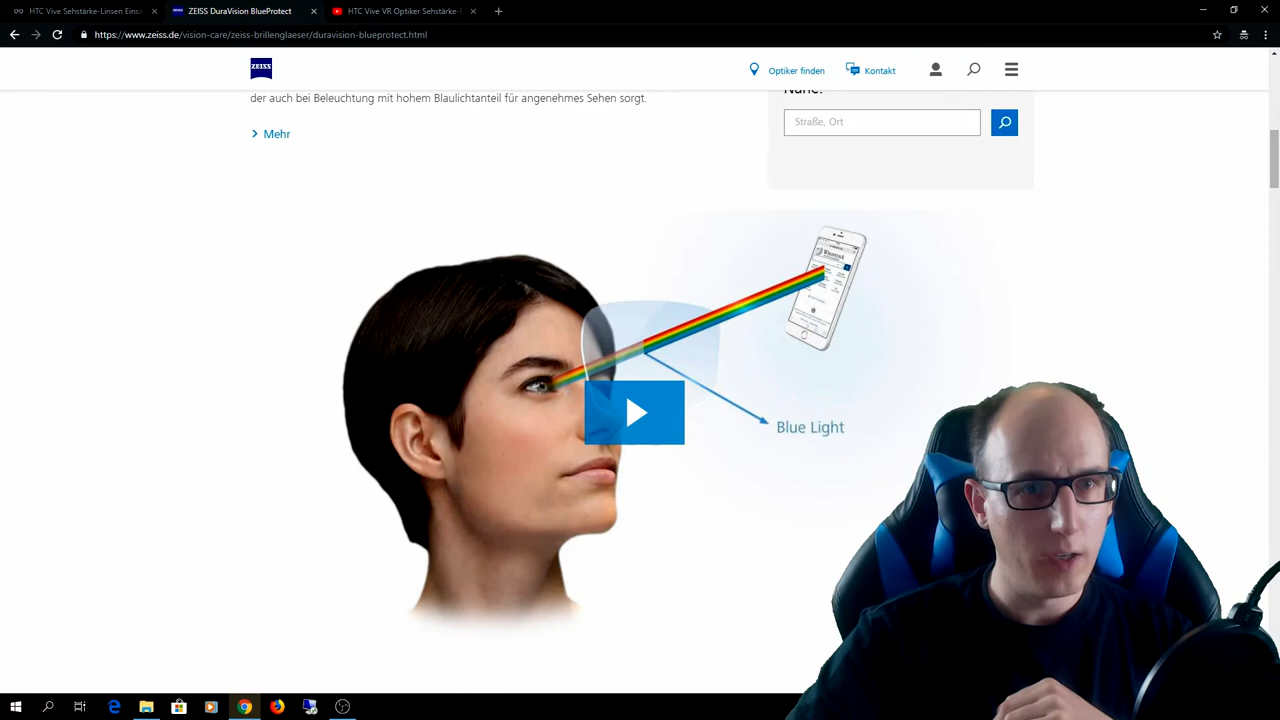 HTC Vive Sehstärke-Linsen Eins
ZEISS DuraVision BlueProtect
HTC Vive VR Optiker Sehstärke-
https://www.zeiss.de/vision-care/zeiss-brillenglaeser/duravision-blueprotect.html
ZEISS
Optiker finden
Kontakt
der auch bei Beleuchtung mit hohem Blaulichtanteil für angenehmes Sehen sorgt.
Nähe:
Straße, Ort
Mehr
Blue Light